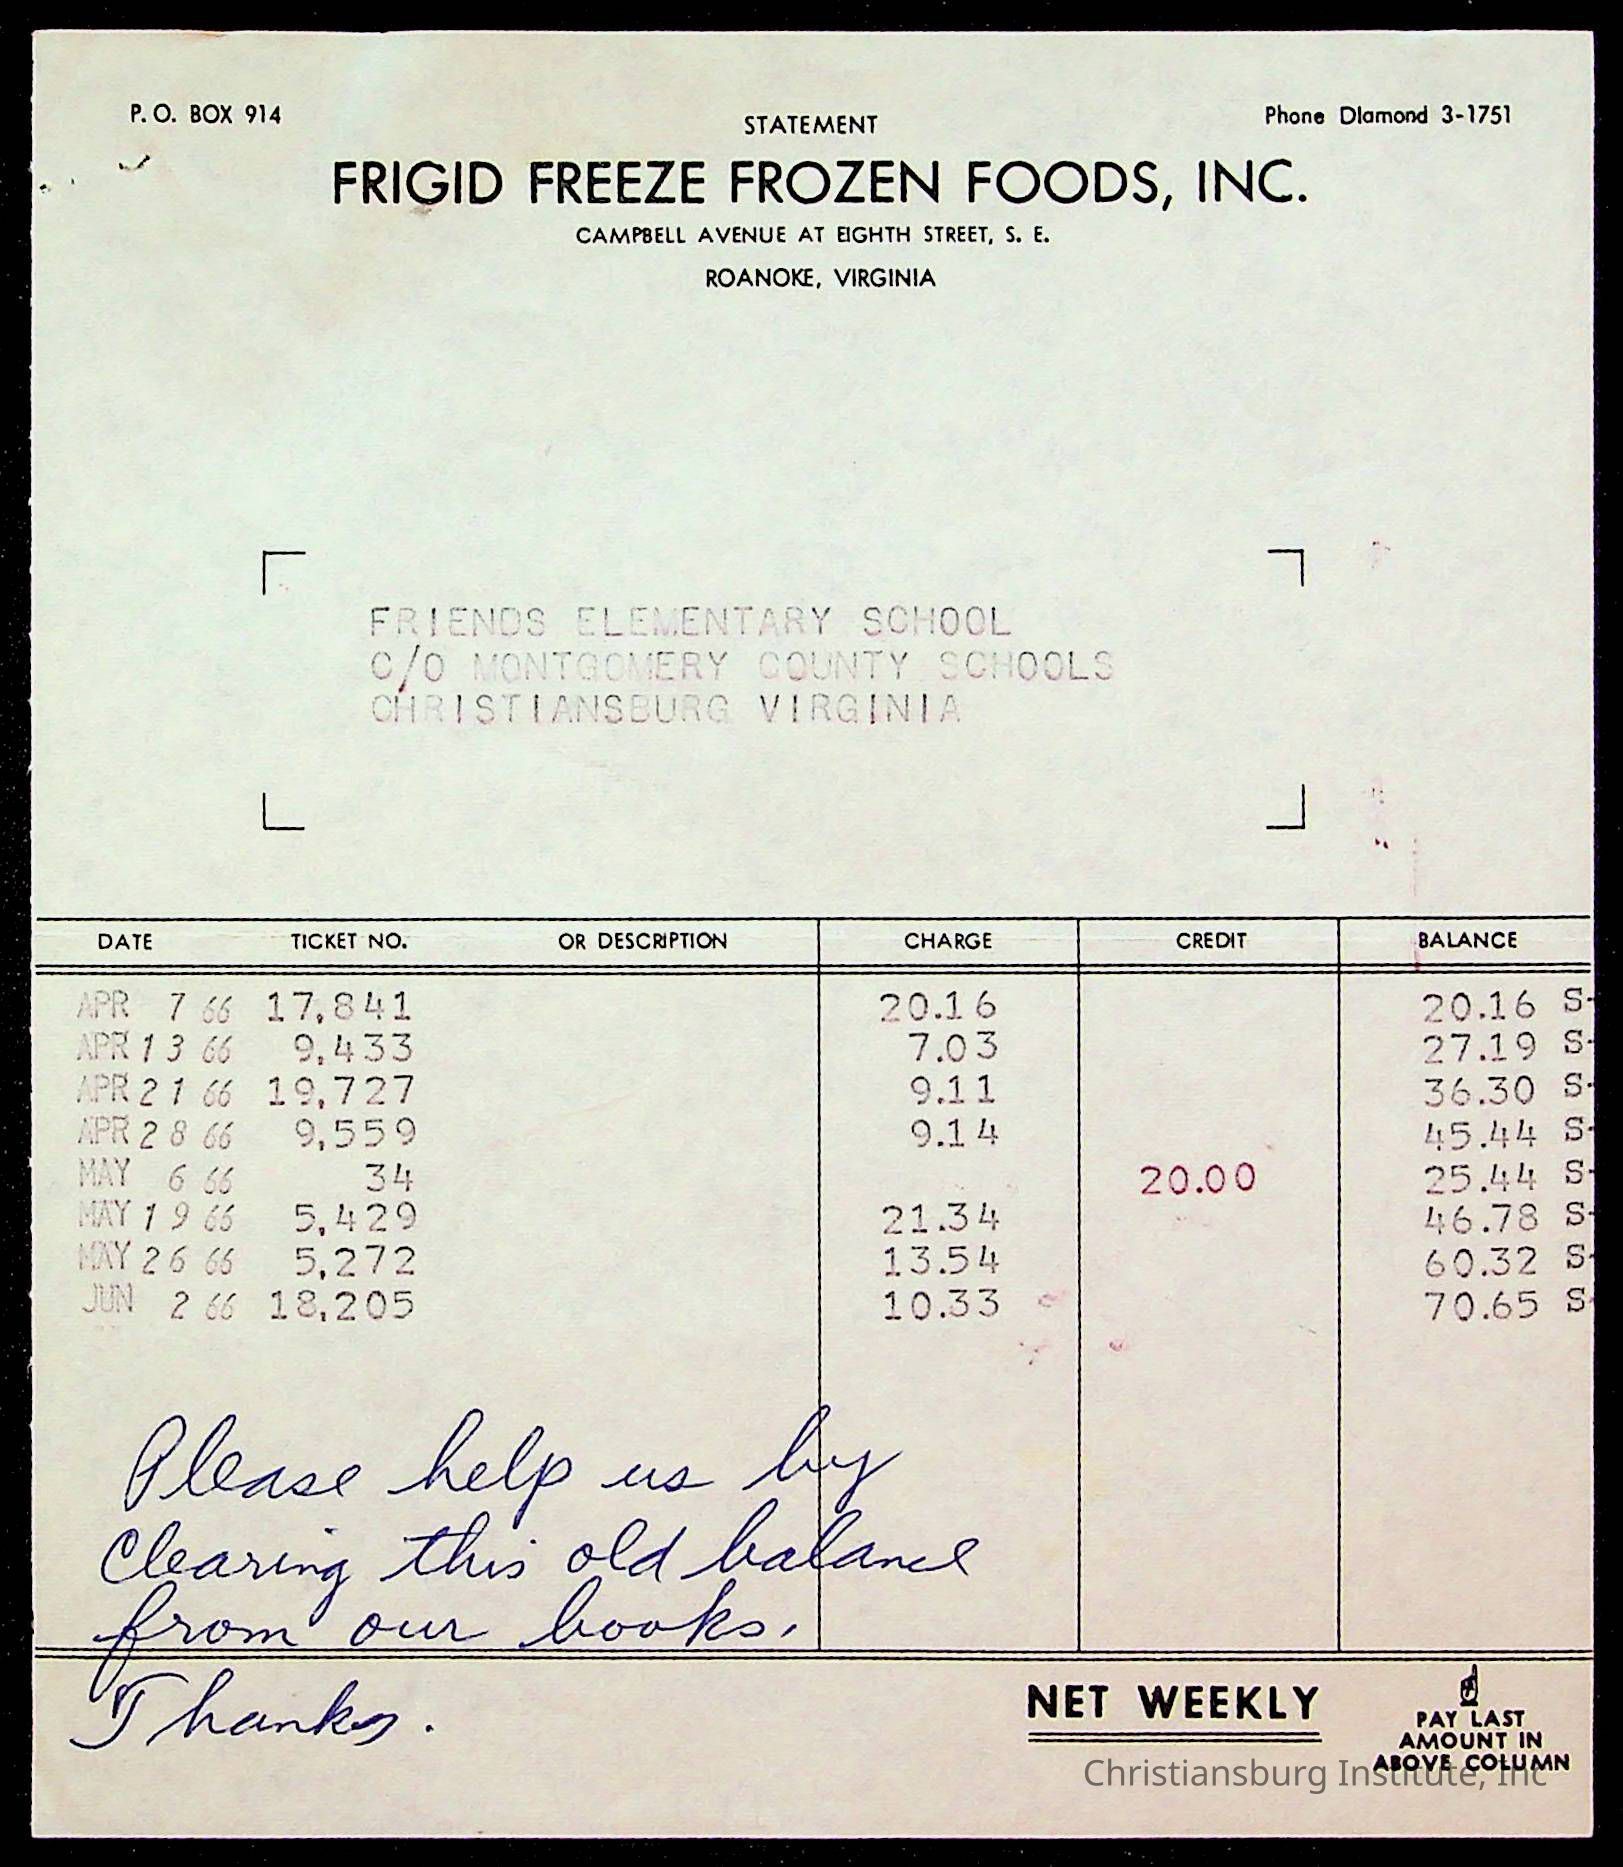 P. O. BOX 914
STATEMENT
Phone DIamond 3-1751
FRIGID FREEZE FROZEN FOODS, INC.
CAMPBELL AVENUE AT EIGHTH STREET, S. E.
ROANOKE, VIRGINIA
FRIENDS ELEMENTARY SCHOOL
C/O MONTGOMERY COUNTY SCHOOLS
CHRISTIANSBURG VIRGINIA
DATE TICKET NO. OR DESCRIPTION CHARGE CREDIT BALANCE
APR 7 66 17,841 20.16 20.16 S
APR 13 66 9,433 7.03 27.19 S
APR 21 66 19,727 9.11 36.30 S
APR 28 66 9,559 9.14 45.44 S
MAY 6 66 34 20.00 25.44 S
MAY 19 66 5,429 21.34 46.78 S
MAY 26 66 5,272 13.54 60.32 S
JUN 2 66 18,205 10.33 70.65 S
Please help us by
Clearing this old balance
from our books.
Thanks.
NET WEEKLY
PAY LAST
AMOUNT IN
ABOVE COLUMN
Christiansburg Institute, Inc